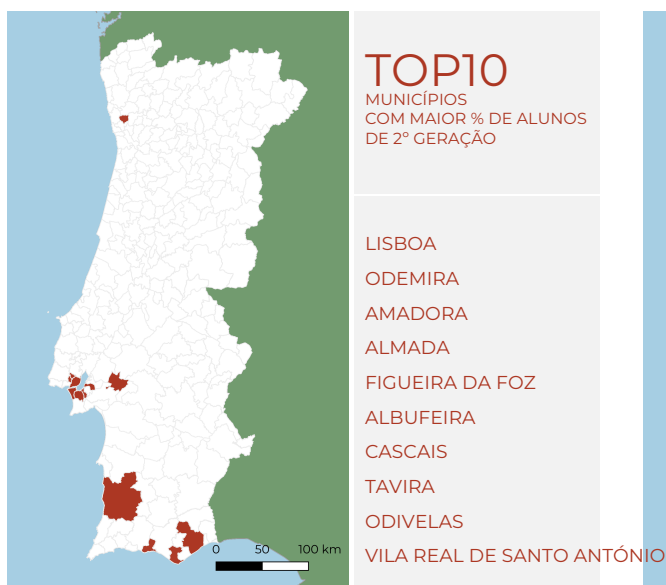 TOP10
MUNICÍPIOS
COM MAIOR % DE ALUNOS
DE 2º GERAÇÃO
LISBOA
ODEMIRA
AMADORA
ALMADA
FIGUEIRA DA FOZ
ALBUFEIRA
CASCAIS
TAVIRA
ODIVELAS
VILA REAL DE SANTO ANTÓNIO
0 50 100 km